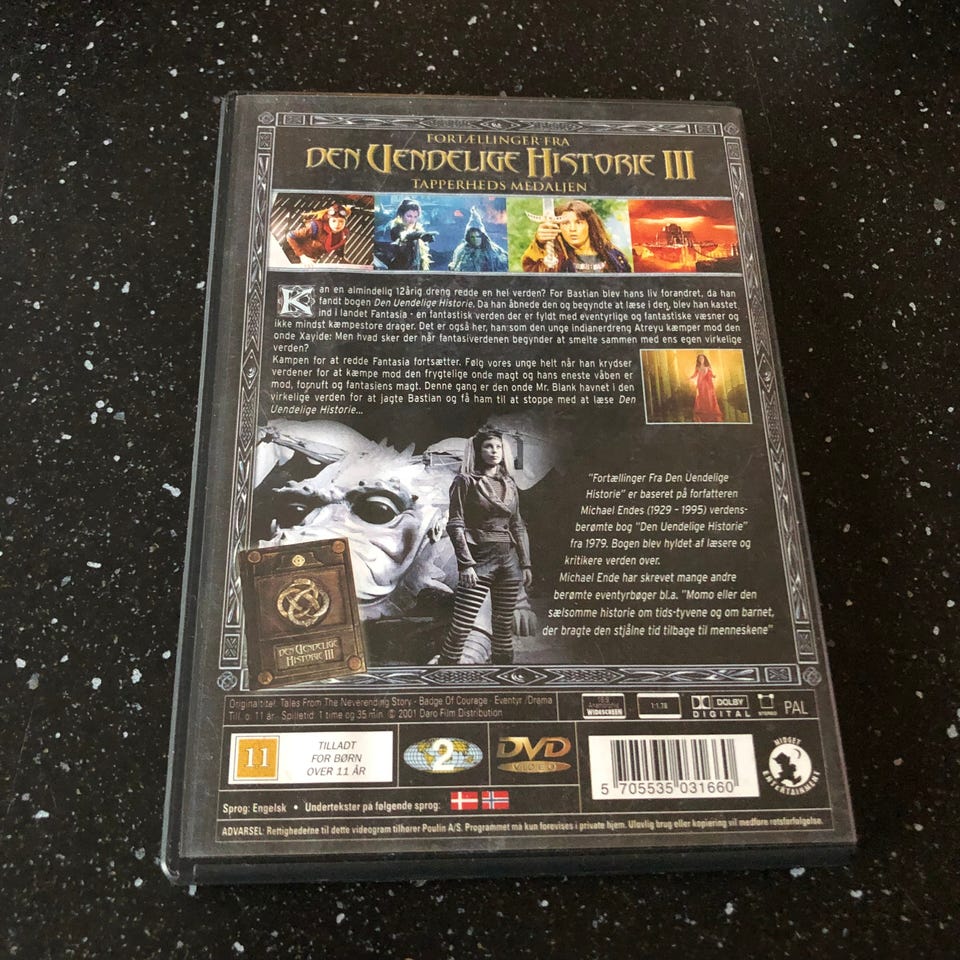 FORTÆLLINGER FRA
DEN UENDELIGE HISTORIE III
TAPPERHEDS MEDALJEN
Kan en almindelig 12årig dreng redde en hel verden? For Bastian blev hans liv forandret, da han
fandt bogen Den Uendelige Historie. Da han åbnede den og begyndte at læse i den, blev han kastet
ind i landet Fantasia - en fantastisk verden der er fyldt med eventyrlige og fantastiske væsner og
ikke mindst kæmpestore drager. Det er også her, han som den unge indianerdreng Atreyu kæmper mod den
onde Xayide: Men hvad sker der når fantasiverdenen begynder at smelte sammen med ens egen virkelige
verden?
Kampen for at redde Fantasia fortsætter. Følg vores unge helt når han krydser
verdener for at kæmpe mod den frygtelige onde magt og hans eneste våben er
mod, fornuft og fantasiens magt. Denne gang er den onde Mr. Blank havnet i den
virkelige verden for at jagte Bastian og få ham til at stoppe med at læse Den
Uendelige Historie...
"Fortællinger Fra Den Uendelige
Historie" er baseret på forfatteren
Michael Endes (1929 - 1995) verdens-
berømte bog "Den Uendelige Historie"
fra 1979. Bogen blev hyldet af læsere og
kritikere verden over.
Michael Ende har skrevet mange andre
berømte eventyrbøger bl.a. "Momo eller den
sælsomme historie om tids-tyvene og om barnet,
der bragte den stjålne tid tilbage til menneskene"
DEN UENDELIGE
HISTORIE III
Originaltitel: Tales From The Neverending Story - Badge Of Courage - Eventyr /Drama
Till. o. 11 år - Spilletid: 1 time og 35 min. © 2001 Daro Film Distribution
16:9
Anamorphic
WIDESCREEN
1:1.78
DOLBY
DIGITAL
STEREO
PAL
11
TILLADT
FOR BØRN
OVER 11 ÅR
2
DVD
VIDEO
5 705535 031660
MIDGET
ENTERTAINMENT
Sprog: Engelsk • Undertekster på følgende sprog:
ADVARSEL: Rettighederne til dette videogram tilhører Poulin A/S. Programmet må kun forevises i private hjem. Ulovlig brug eller kopiering vil medføre retsforfølgelse.